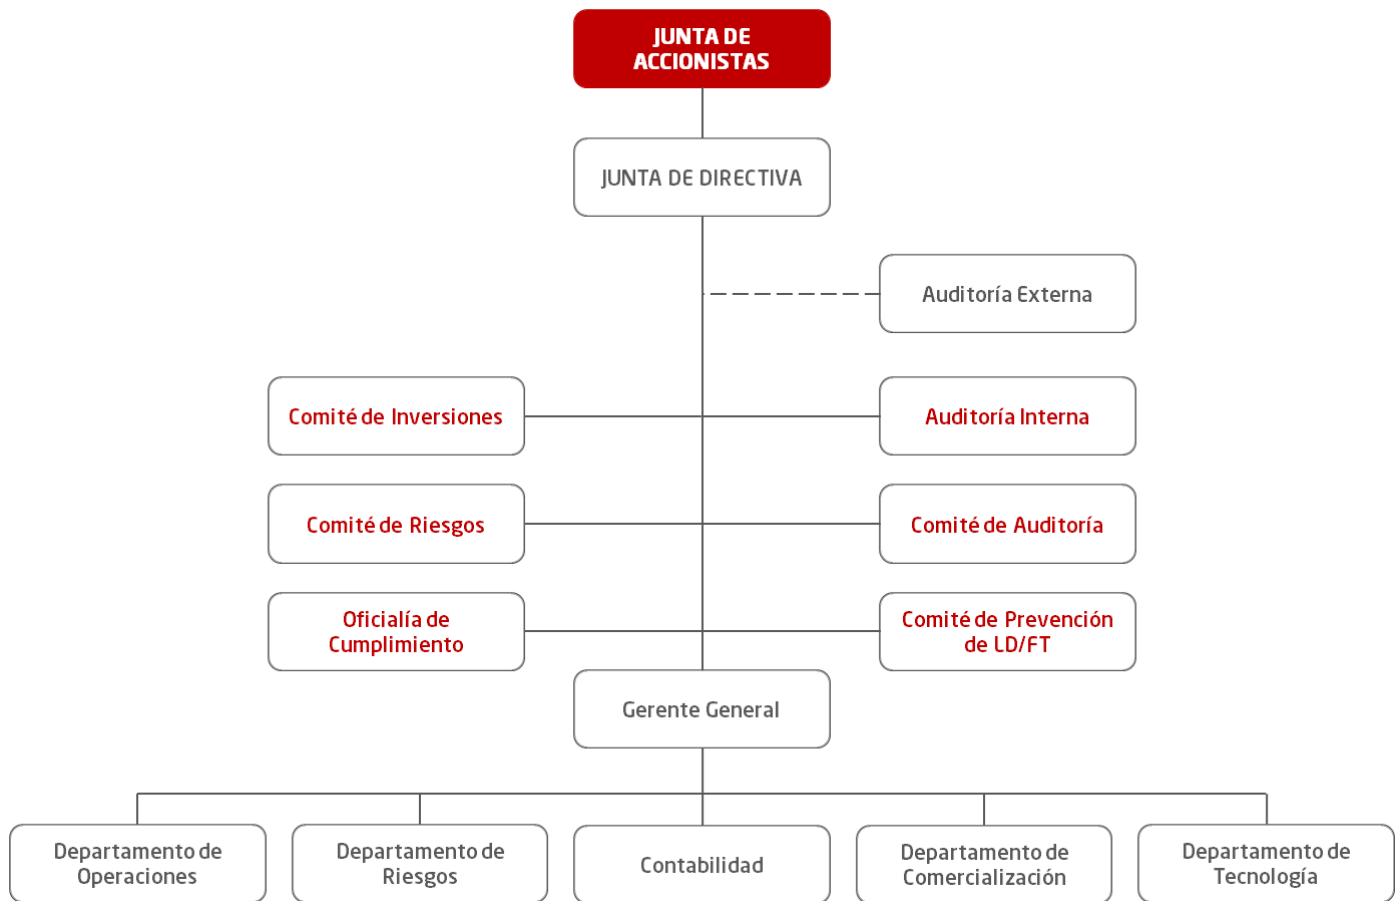 JUNTA DE
ACCIONISTAS
JUNTA DE DIRECTIVA
Auditoría Externa
Comité de Inversiones
Auditoría Interna
Comité de Riesgos
Comité de Auditoría
Oficialía de
Cumplimiento
Comité de Prevención
de LD/FT
Gerente General
Departamento de
Operaciones
Departamento de
Riesgos
Contabilidad
Departamento de
Comercialización
Departamento de
Tecnología